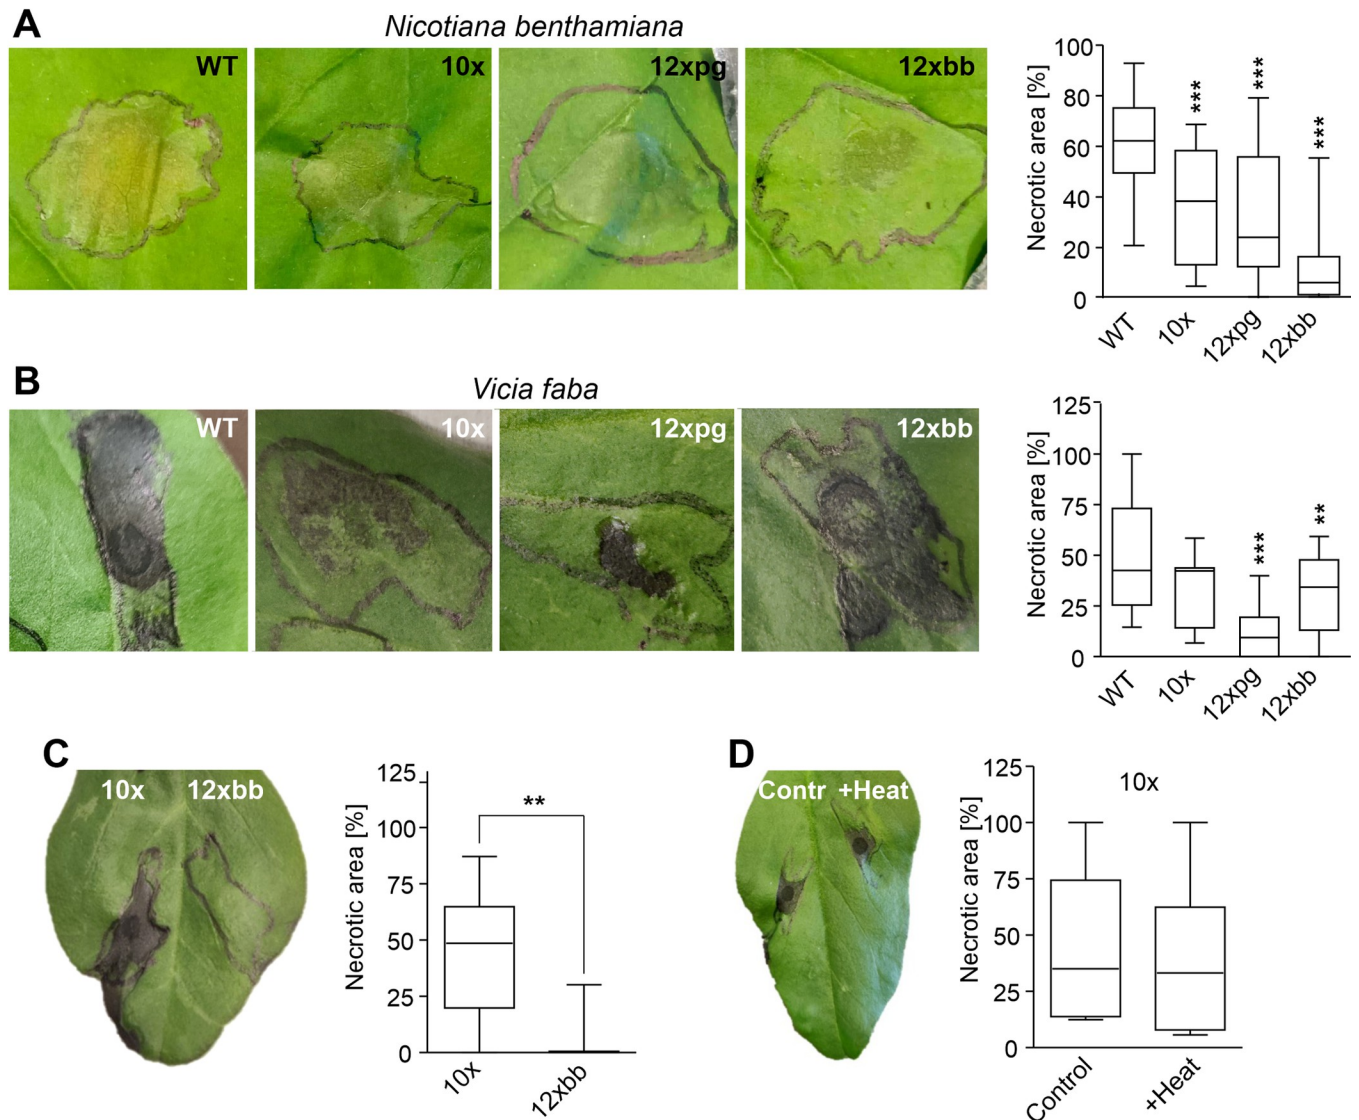 A
Nicotiana benthamiana
WT
10x
12xpg
12xbb
Necrotic area [%]
100
80
60
40
20
0
***
***
***
WT
10x
12xpg
12xbb
B
Vicia faba
WT
10x
12xpg
12xbb
Necrotic area [%]
125
100
75
50
25
0
***
**
WT
10x
12xpg
12xbb
C
10x
12xbb
Necrotic area [%]
125
100
75
50
25
0
**
10x
12xbb
D
Contr +Heat
Necrotic area [%]
125
100
75
50
25
0
10x
Control
+Heat